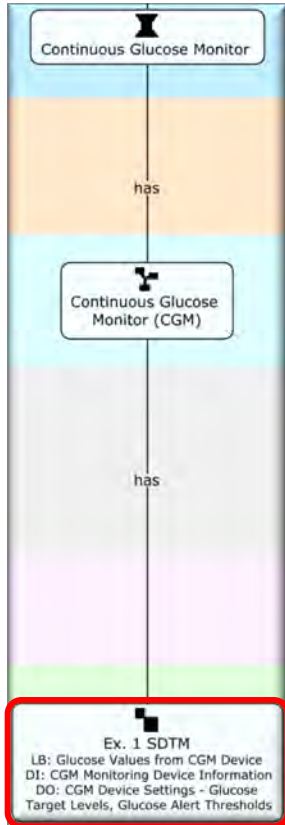 Continuous Glucose Monitor
has
Continuous Glucose
Monitor (CGM)
has
Ex. 1 SDTM
LB: Glucose Values from CGM Device
DI: CGM Monitoring Device Information
DO: CGM Device Settings - Glucose
Target Levels, Glucose Alert Thresholds